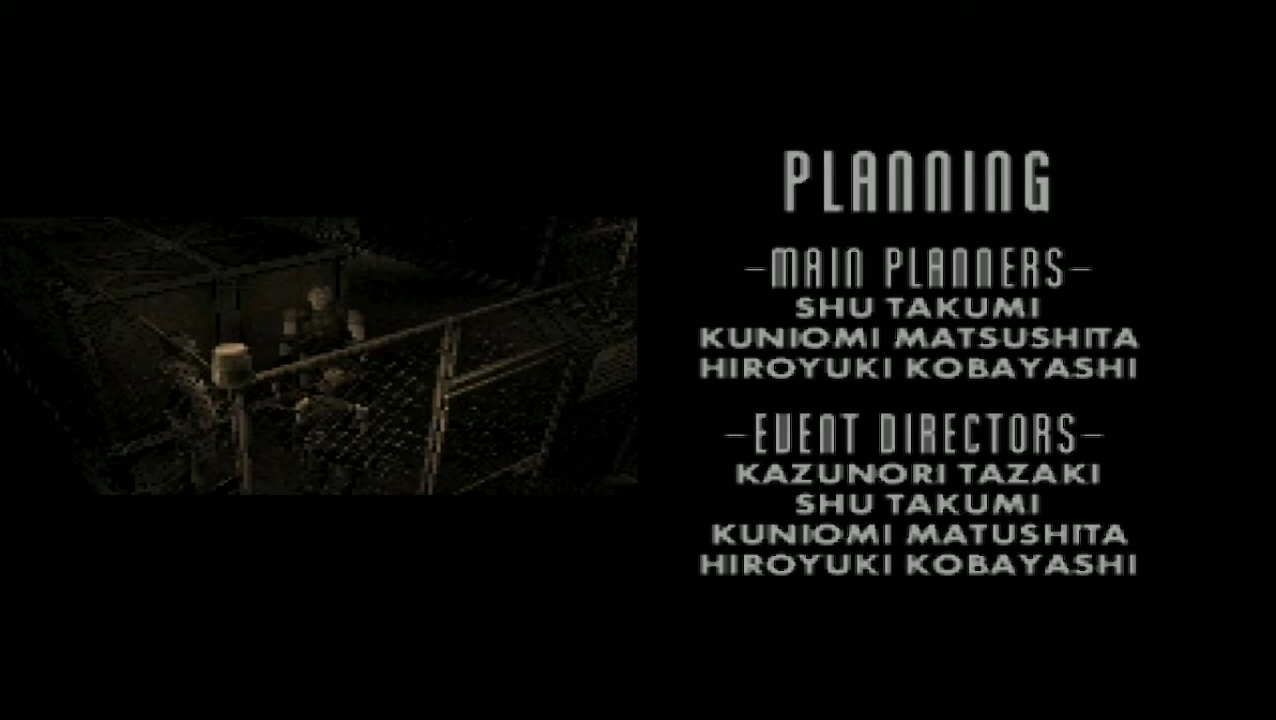 PLANNING
-MAIN PLANNERS-
SHU TAKUMI
KUNIOMI MATSUSHITA
HIROYUKI KOBAYASHI
-EVENT DIRECTORS-
KAZUNORI TAZAKI
SHU TAKUMI
KUNIOMI MATUSHITA
HIROYUKI KOBAYASHI